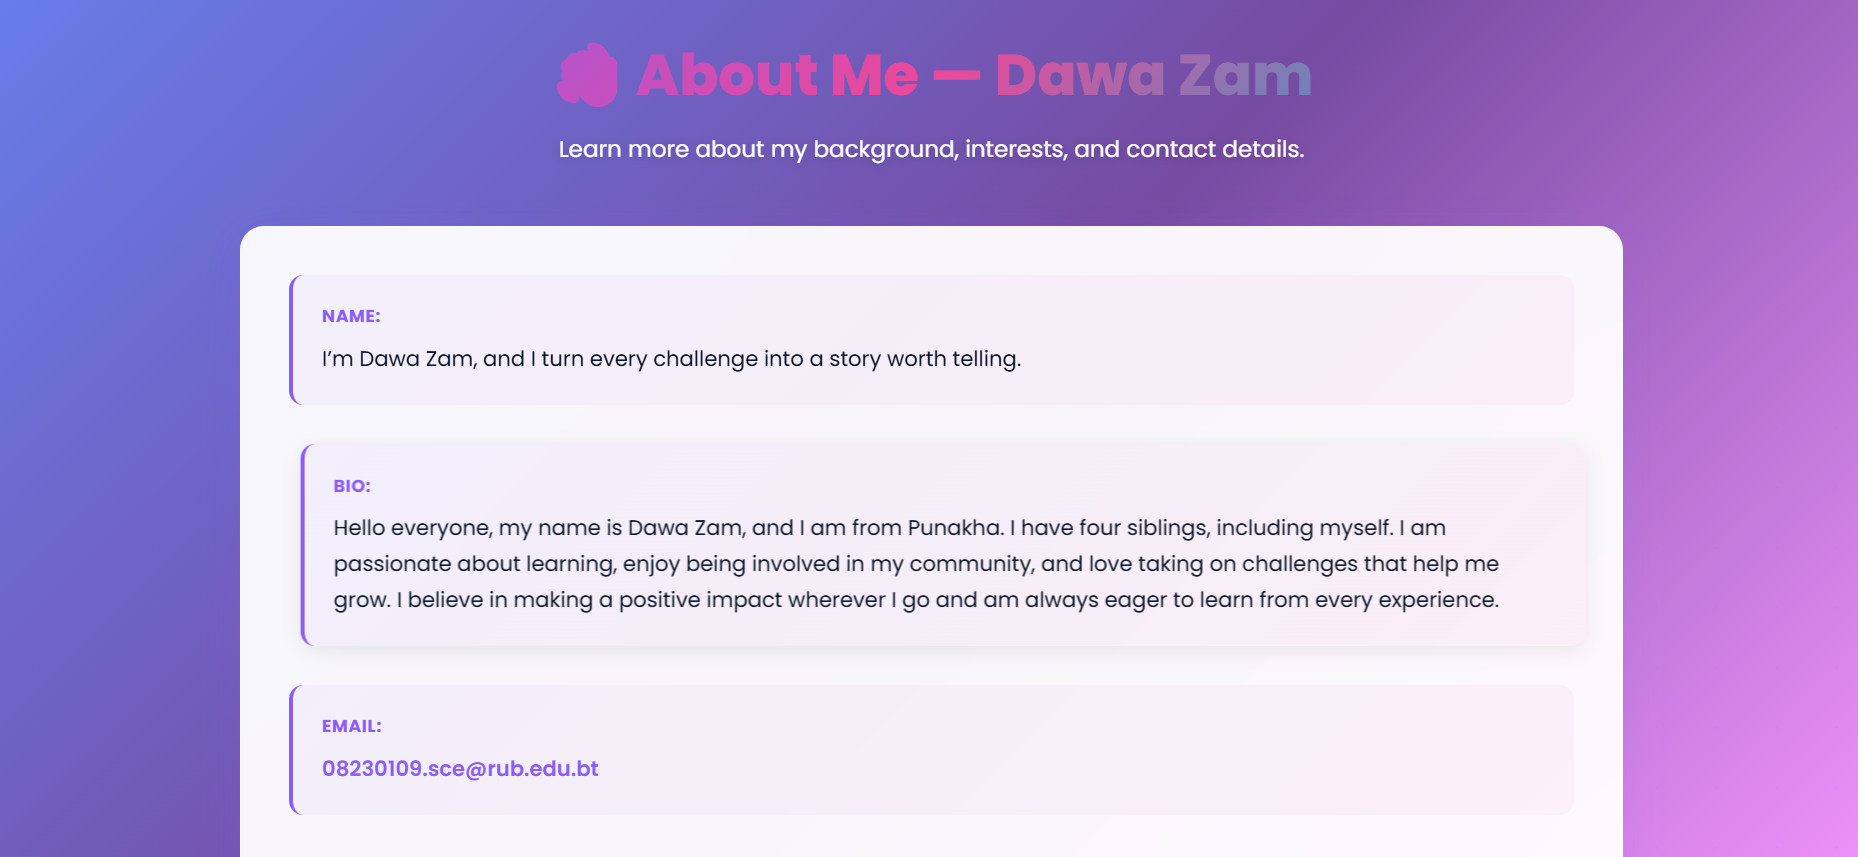 About Me — Dawa Zam
Learn more about my background, interests, and contact details.
NAME:
I’m Dawa Zam, and I turn every challenge into a story worth telling.
BIO:
Hello everyone, my name is Dawa Zam, and I am from Punakha. I have four siblings, including myself. I am
passionate about learning, enjoy being involved in my community, and love taking on challenges that help me
grow. I believe in making a positive impact wherever I go and am always eager to learn from every experience.
EMAIL:
08230109.sce@rub.edu.bt